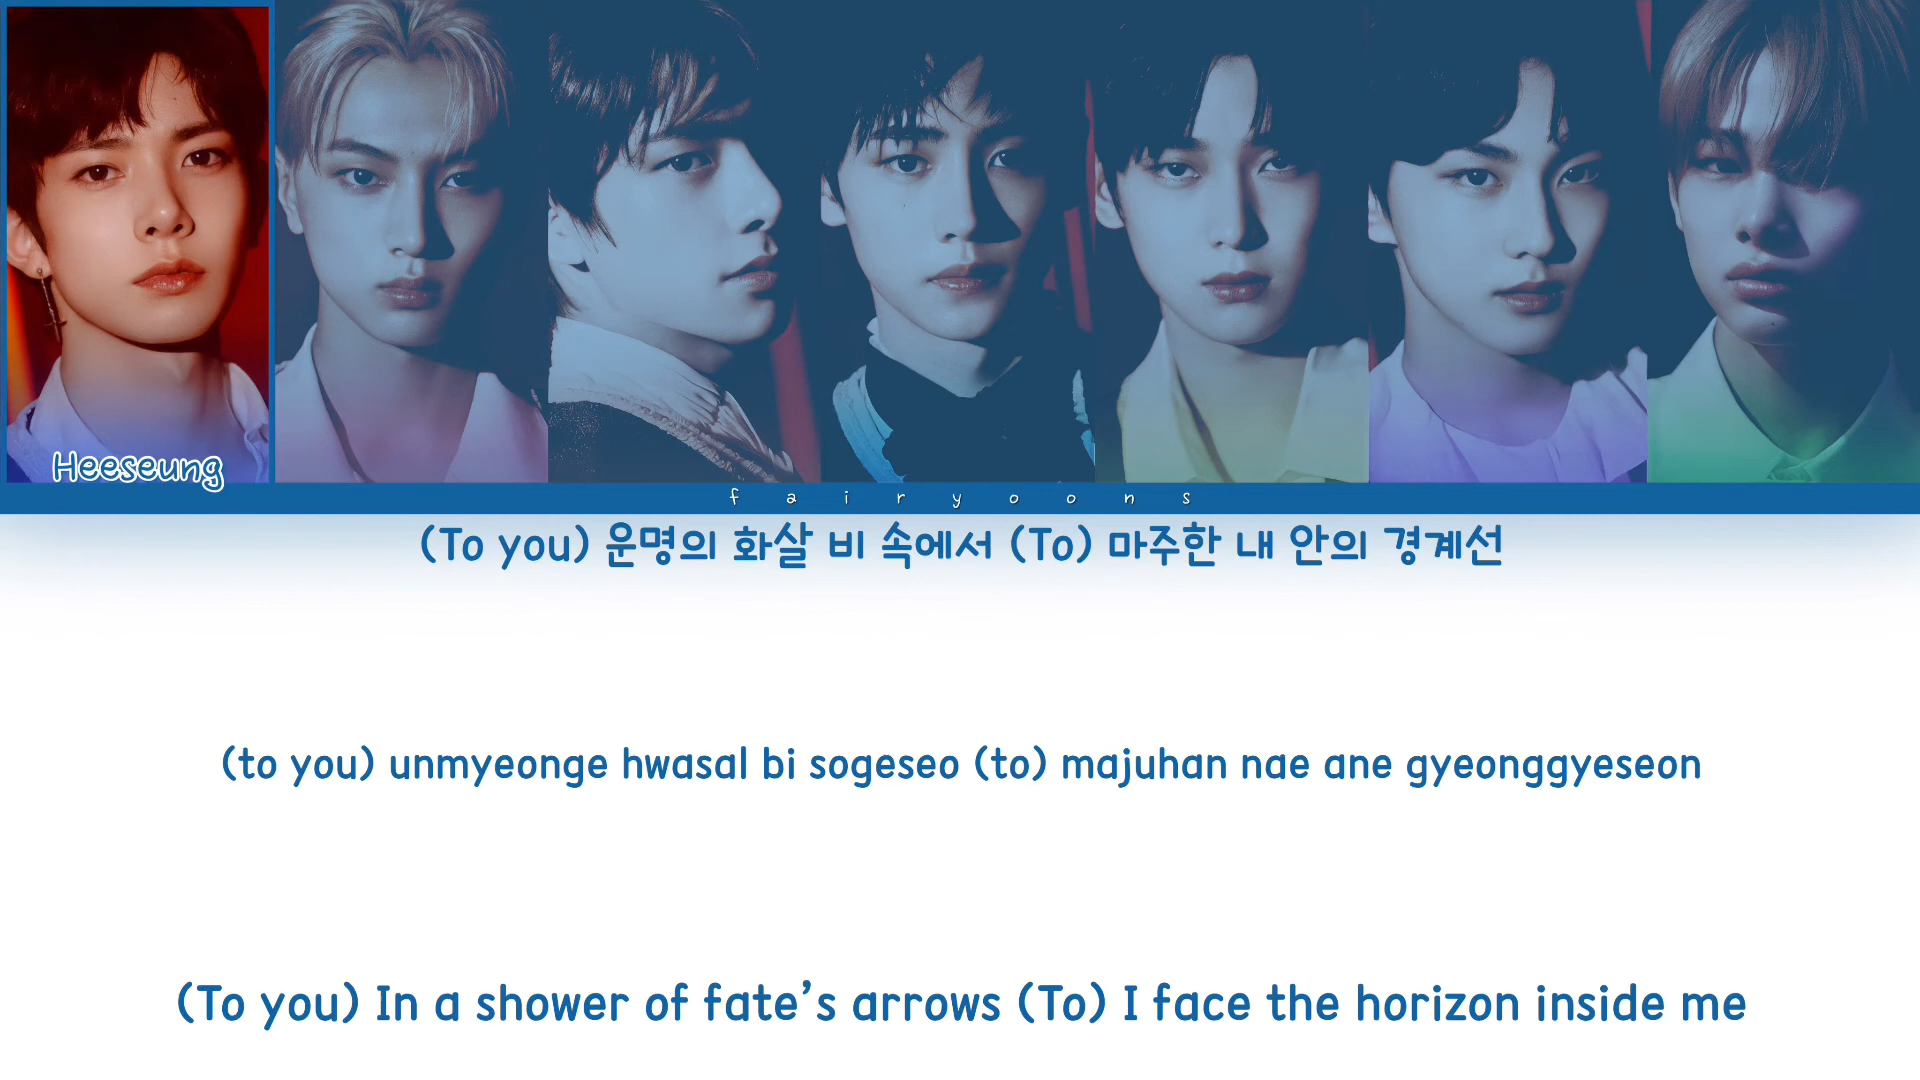 Heeseung
fairyoons
(To you) 운명의 화살 비 속에서 (To) 마주한 내 안의 경계선
(to you) unmyeonge hwasal bi sogeseo (to) majuhan nae ane gyeonggyeseon
(To you) In a shower of fate’s arrows (To) I face the horizon inside me